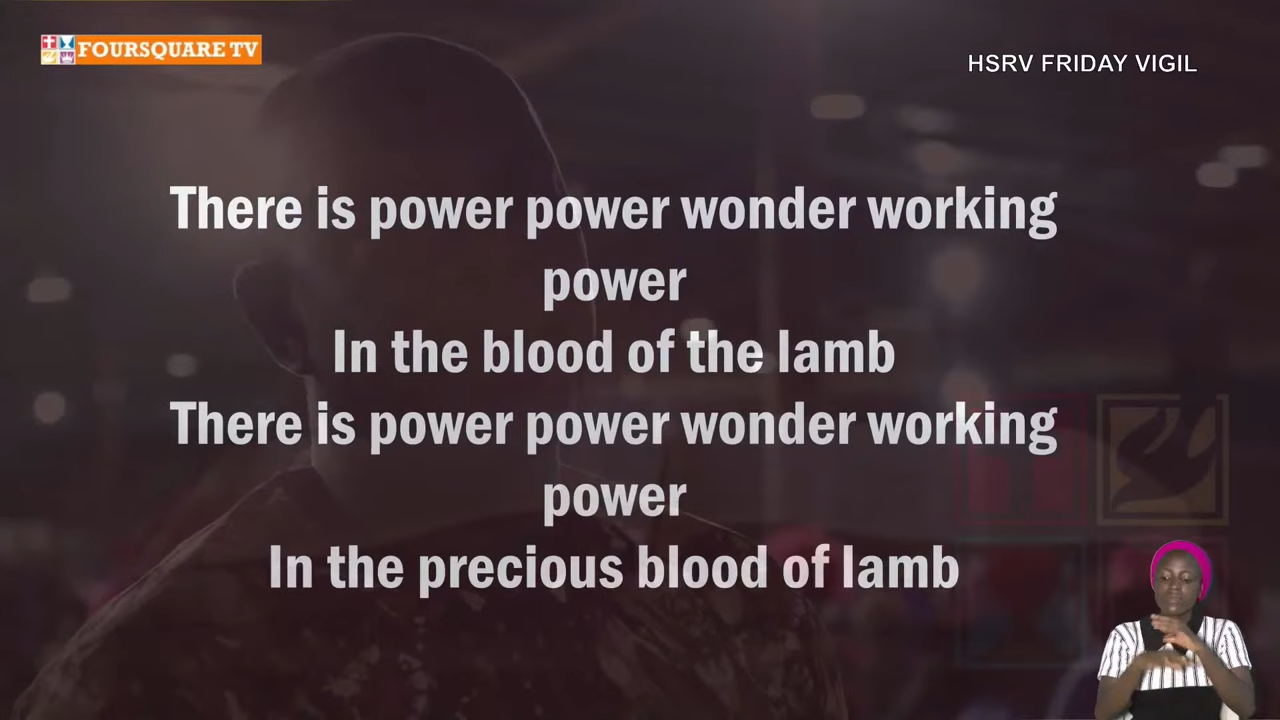 FOURSQUARE TV
HSRV FRIDAY VIGIL
There is power power wonder working
power
In the blood of the lamb
There is power power wonder working
power
In the precious blood of lamb